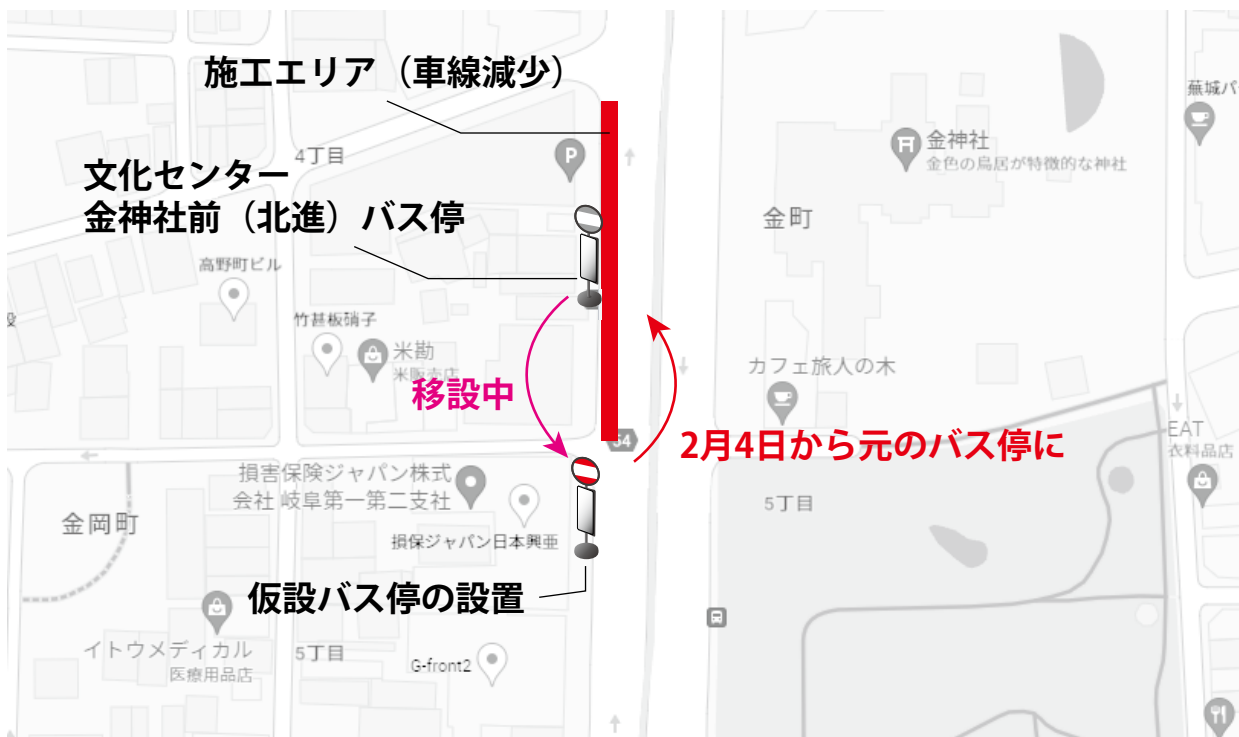 施工エリア（車線減少）
蕪城パ
4丁目
P
金神社
金色の鳥居が特徴的な神社
文化センター
金神社前（北進）バス停
金町
高野町ビル
竹甚板硝子
米勘
米販売店
カフェ旅人の木
移設中
54
2月4日から元のバス停に
EAT
衣料品店
損害保険ジャパン株式
会社 岐阜第一第二支社
5丁目
金岡町
損保ジャパン日本興亜
仮設バス停の設置
イトウメディカル
医療用品店
5丁目
G-front2